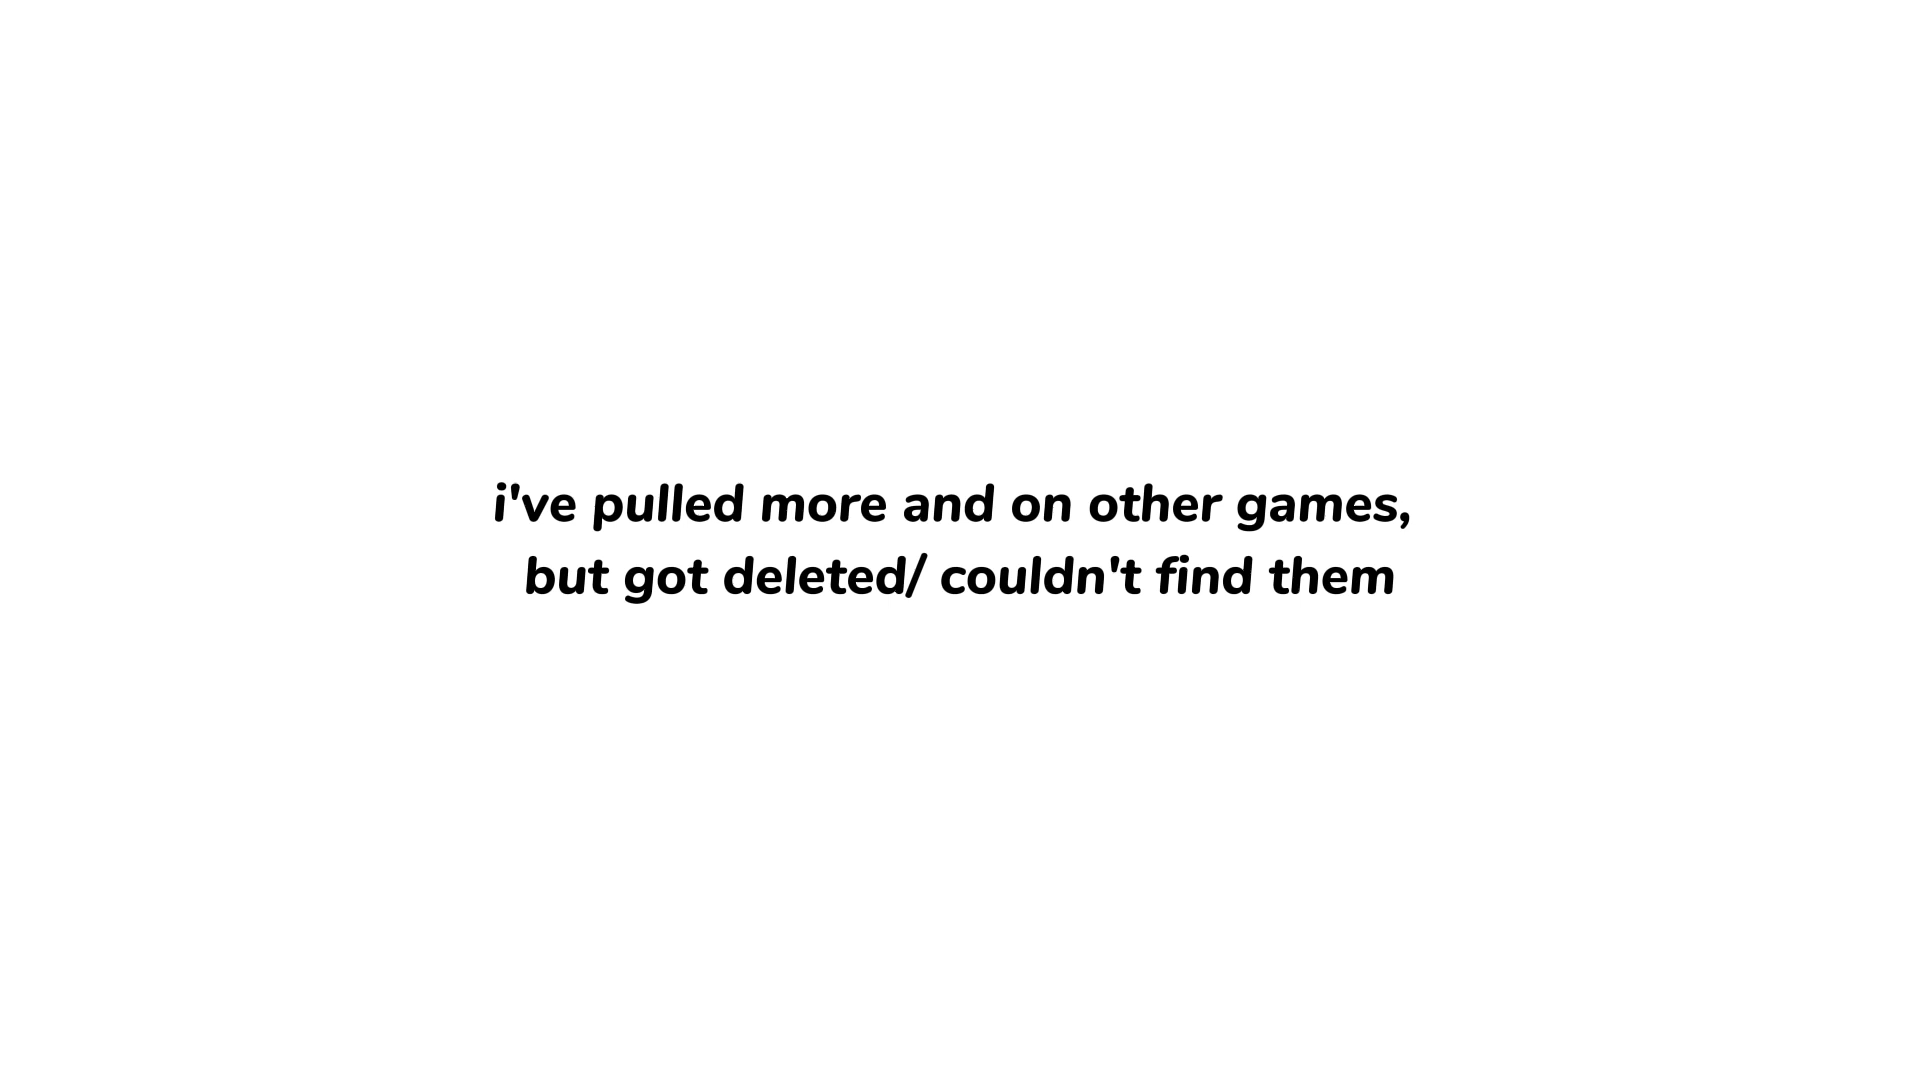 i've pulled more and on other games,
but got deleted/ couldn't find them